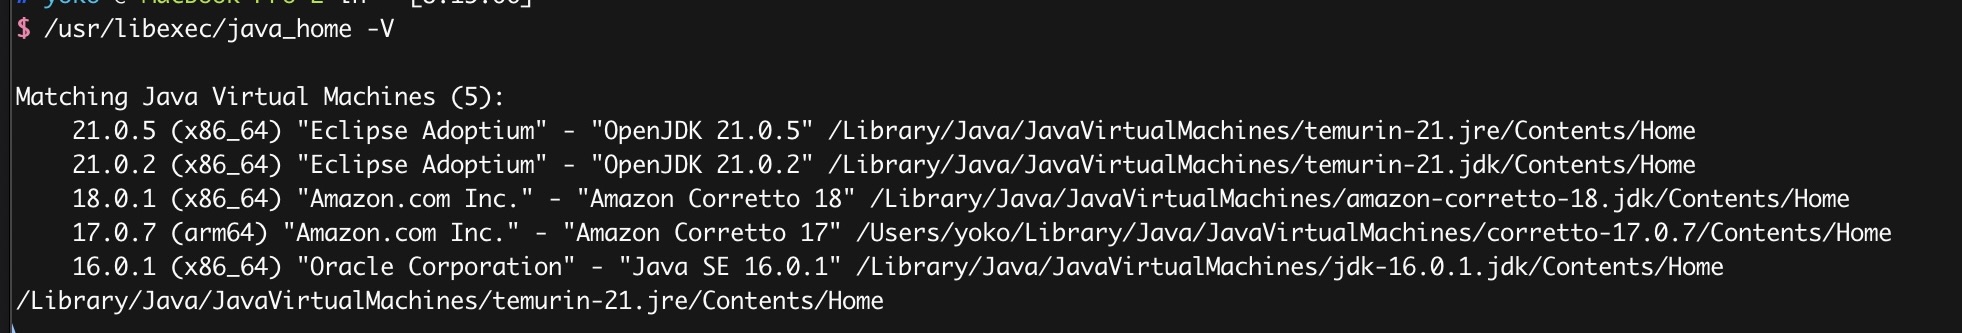 $ /usr/libexec/java_home -V
Matching Java Virtual Machines (5):
21.0.5 (x86_64) "Eclipse Adoptium" - "OpenJDK 21.0.5" /Library/Java/JavaVirtualMachines/temurin-21.jre/Contents/Home
21.0.2 (x86_64) "Eclipse Adoptium" - "OpenJDK 21.0.2" /Library/Java/JavaVirtualMachines/temurin-21.jdk/Contents/Home
18.0.1 (x86_64) "Amazon.com Inc." - "Amazon Corretto 18" /Library/Java/JavaVirtualMachines/amazon-corretto-18.jdk/Contents/Home
17.0.7 (arm64) "Amazon.com Inc." - "Amazon Corretto 17" /Users/yoko/Library/Java/JavaVirtualMachines/corretto-17.0.7/Contents/Home
16.0.1 (x86_64) "Oracle Corporation" - "Java SE 16.0.1" /Library/Java/JavaVirtualMachines/jdk-16.0.1.jdk/Contents/Home
/Library/Java/JavaVirtualMachines/temurin-21.jre/Contents/Home